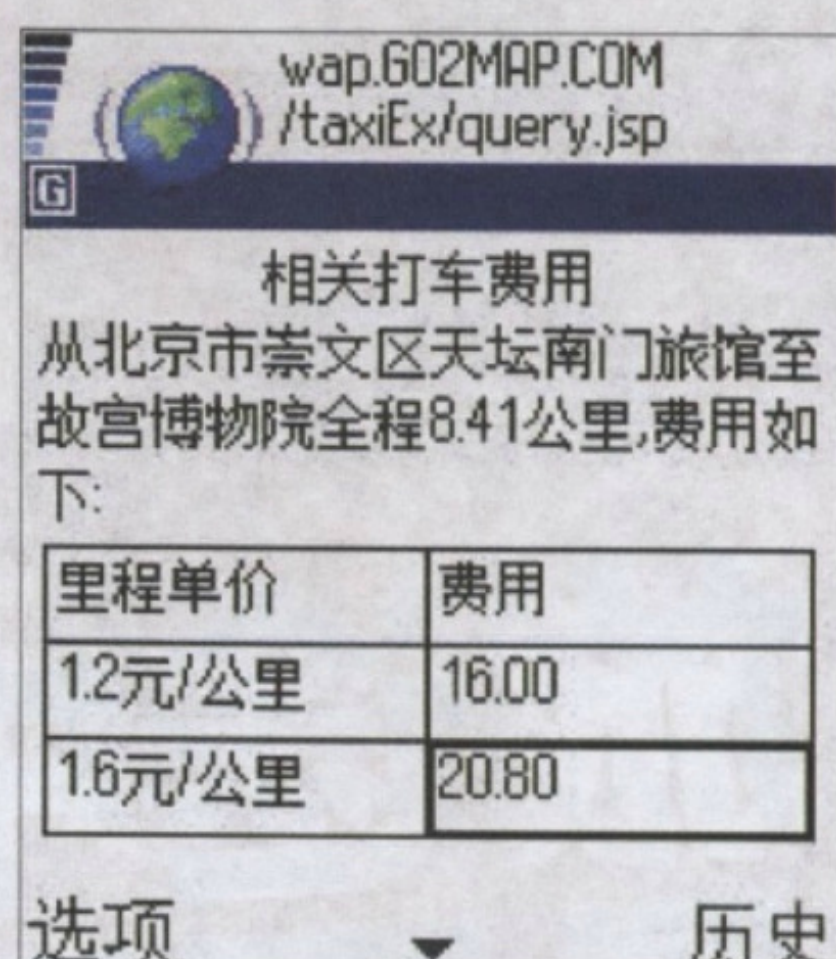 wap.GO2MAP.COM
/taxiEx/query.jsp
G
相关打车费用
从北京市崇文区天坛南门旅馆至
故宫博物院全程8.41公里,费用如
下:
里程单价 费用
1.2元/公里 16.00
1.6元/公里 20.80
选项 历史